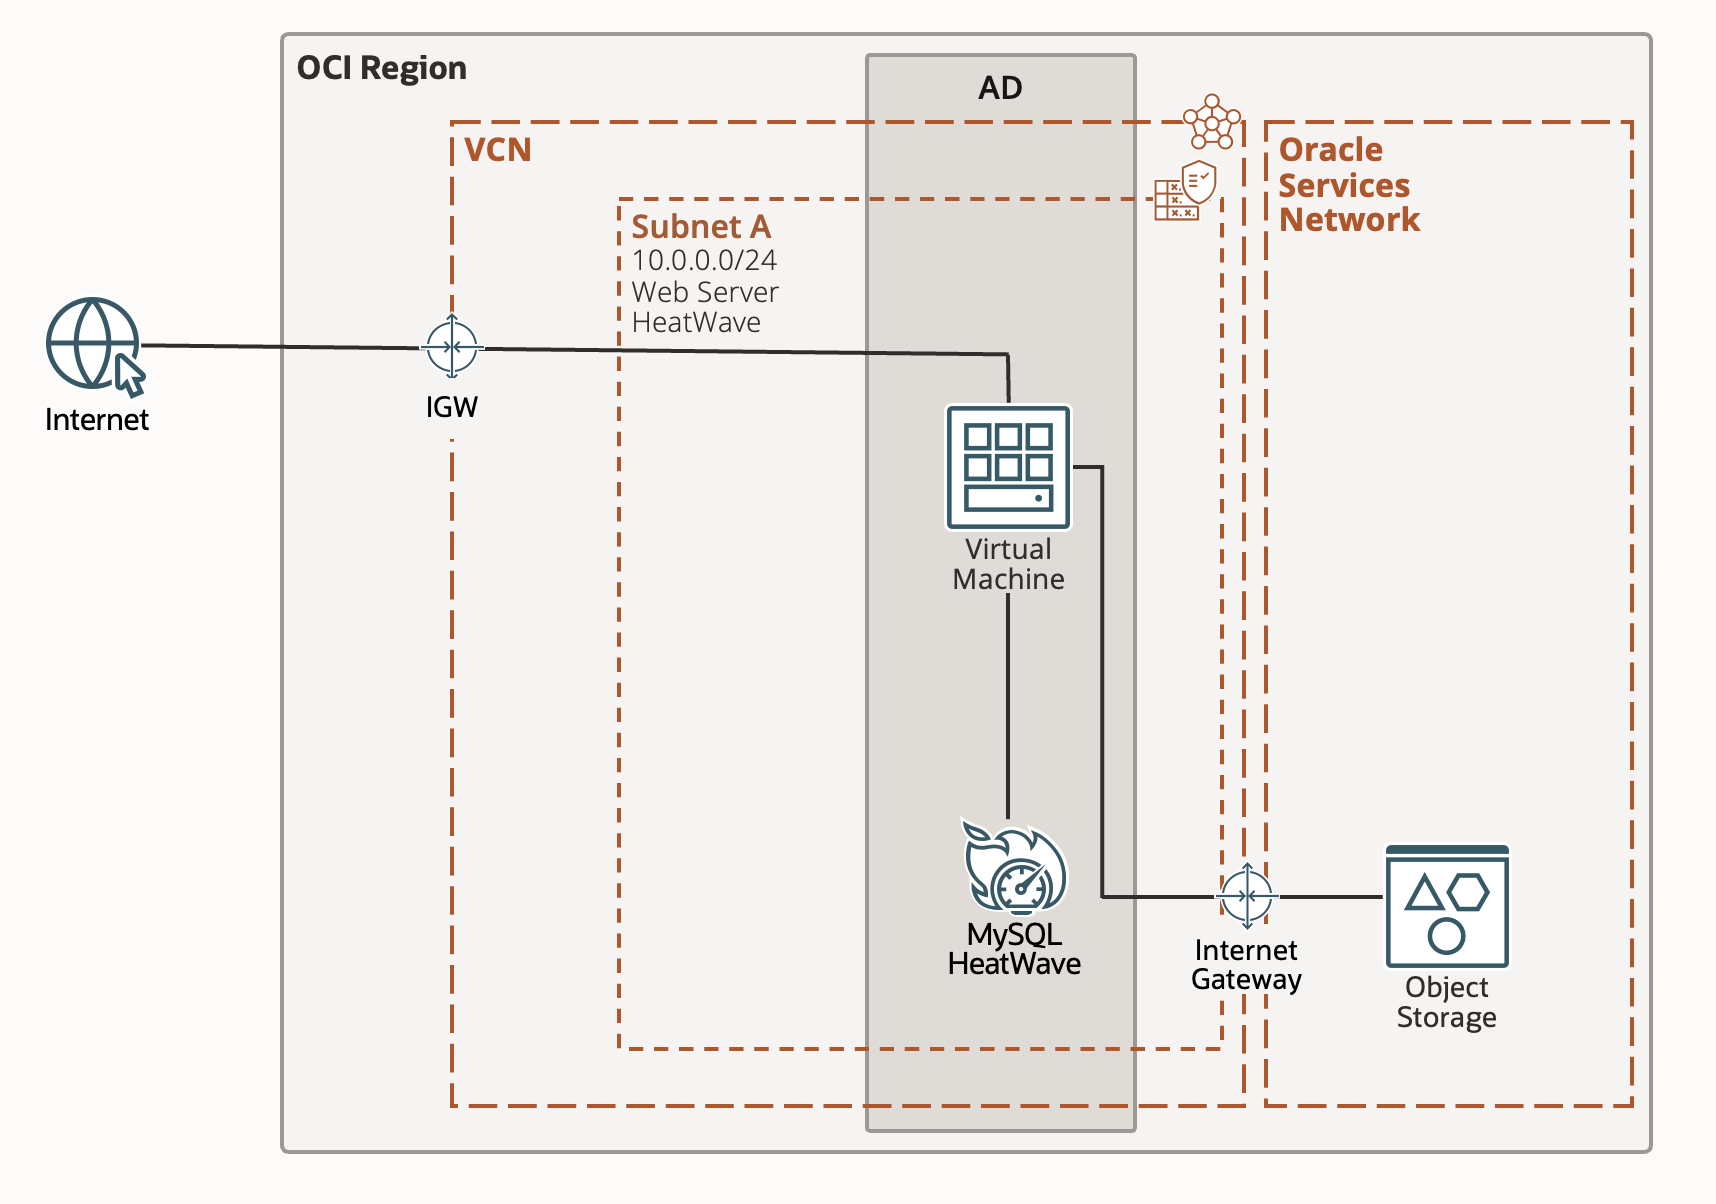 OCI Region
AD
VCN
Oracle
Services
Network
Subnet A
10.0.0.0/24
Web Server
HeatWave
Internet
IGW
Virtual
Machine
MySQL
HeatWave
Internet
Gateway
Object
Storage